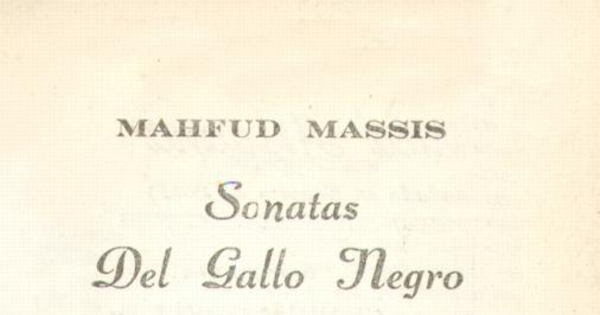 MAHFUD MASSIS
Sonatas
Del Gallo Negro